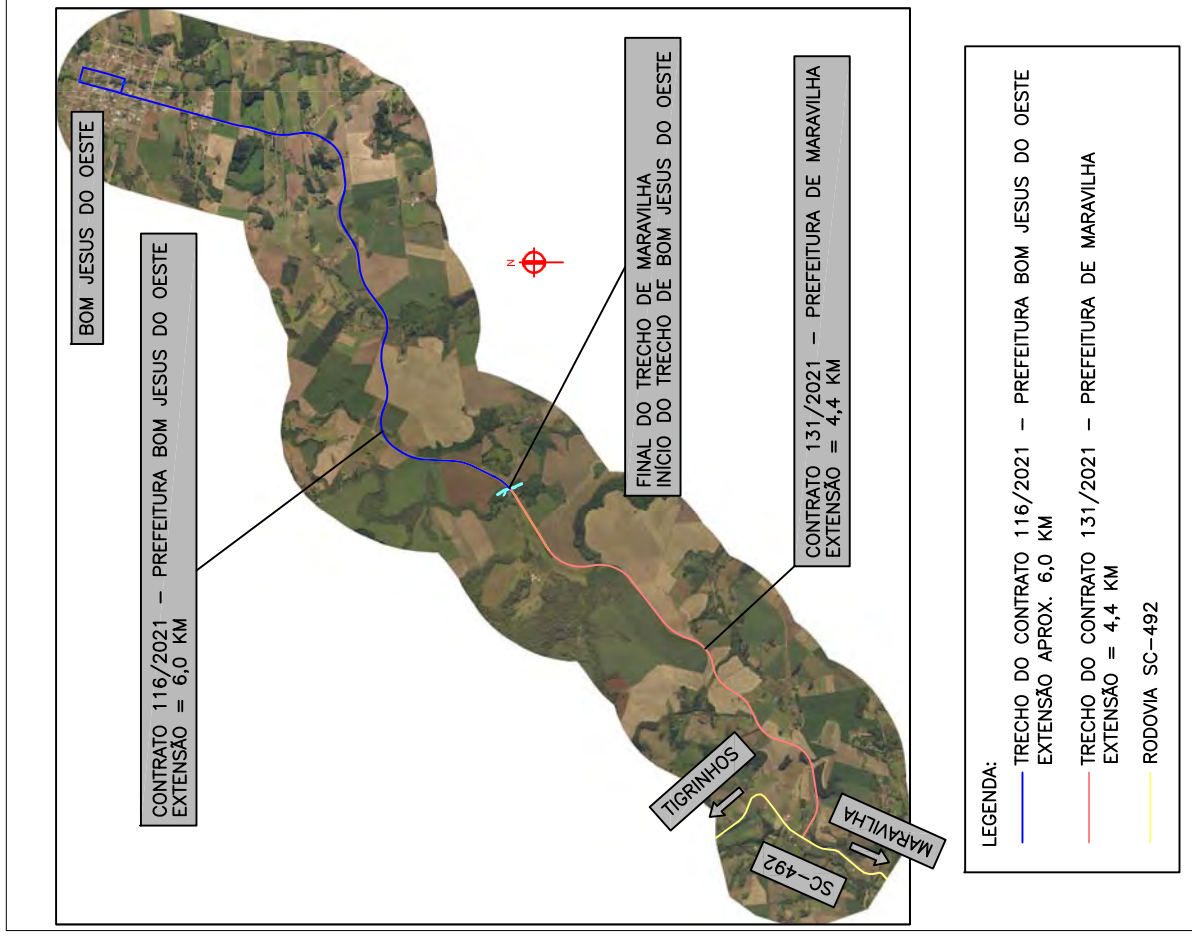 BOM JESUS DO OESTE
CONTRATO 116/2021 – PREFEITURA BOM JESUS DO OESTE
EXTENSÃO = 6,0 KM
N
FINAL DO TRECHO DE MARAVILHA
INÍCIO DO TRECHO DE BOM JESUS DO OESTE
CONTRATO 131/2021 – PREFEITURA DE MARAVILHA
EXTENSÃO = 4,4 KM
TIGRINHOS
SC-492
MARAVILHA
LEGENDA:
TRECHO DO CONTRATO 116/2021 – PREFEITURA BOM JESUS DO OESTE
EXTENSÃO APROX. 6,0 KM
TRECHO DO CONTRATO 131/2021 – PREFEITURA DE MARAVILHA
EXTENSÃO = 4,4 KM
RODOVIA SC-492